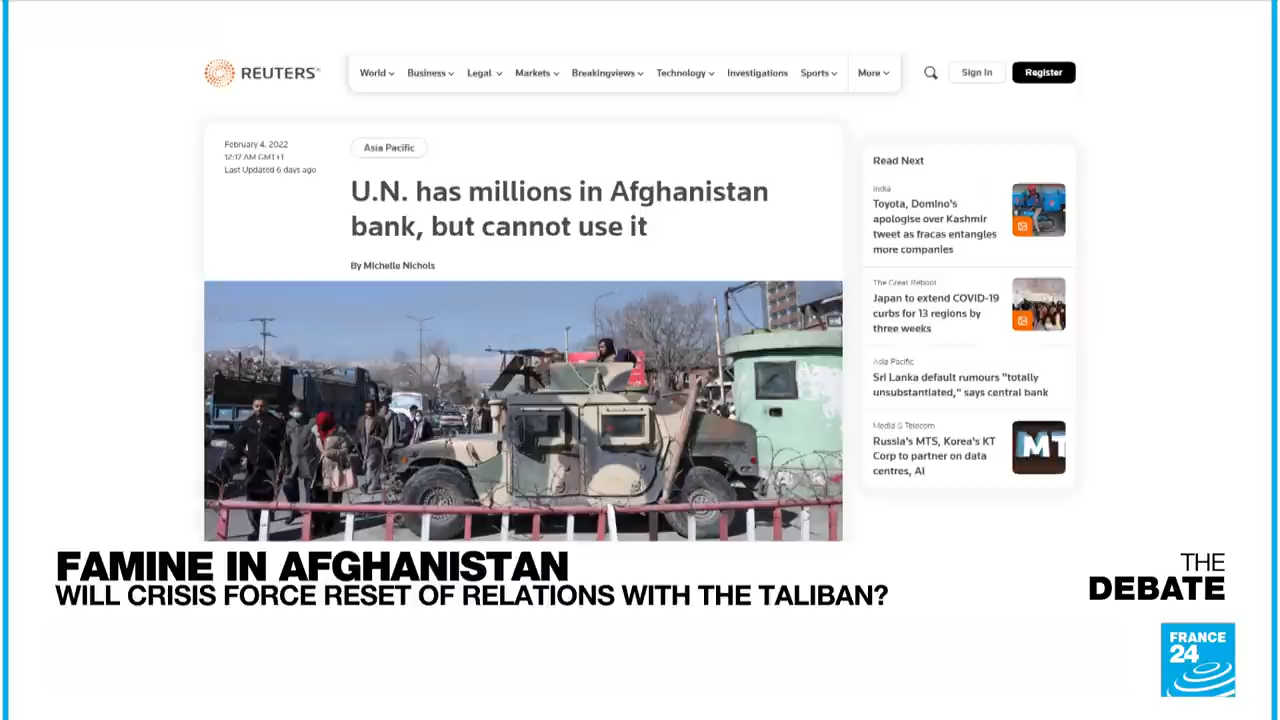 REUTERS
World Business Legal Markets Breakingviews Technology Investigations Sports More
Sign In
Register
February 4, 2022
12:17 AM GMT+1
Last Updated 6 days ago
Asia Pacific
U.N. has millions in Afghanistan
bank, but cannot use it
By Michelle Nichols
Read Next
India
Toyota, Domino's
apologise over Kashmir
tweet as fracas entangles
more companies
The Great Reboot
Japan to extend COVID-19
curbs for 13 regions by
three weeks
Asia Pacific
Sri Lanka default rumours "totally
unsubstantiated," says central bank
Media & Telecom
Russia's MTS, Korea's KT
Corp to partner on data
centres, AI
MT
FAMINE IN AFGHANISTAN
WILL CRISIS FORCE RESET OF RELATIONS WITH THE TALIBAN?
THE
DEBATE
FRANCE
24